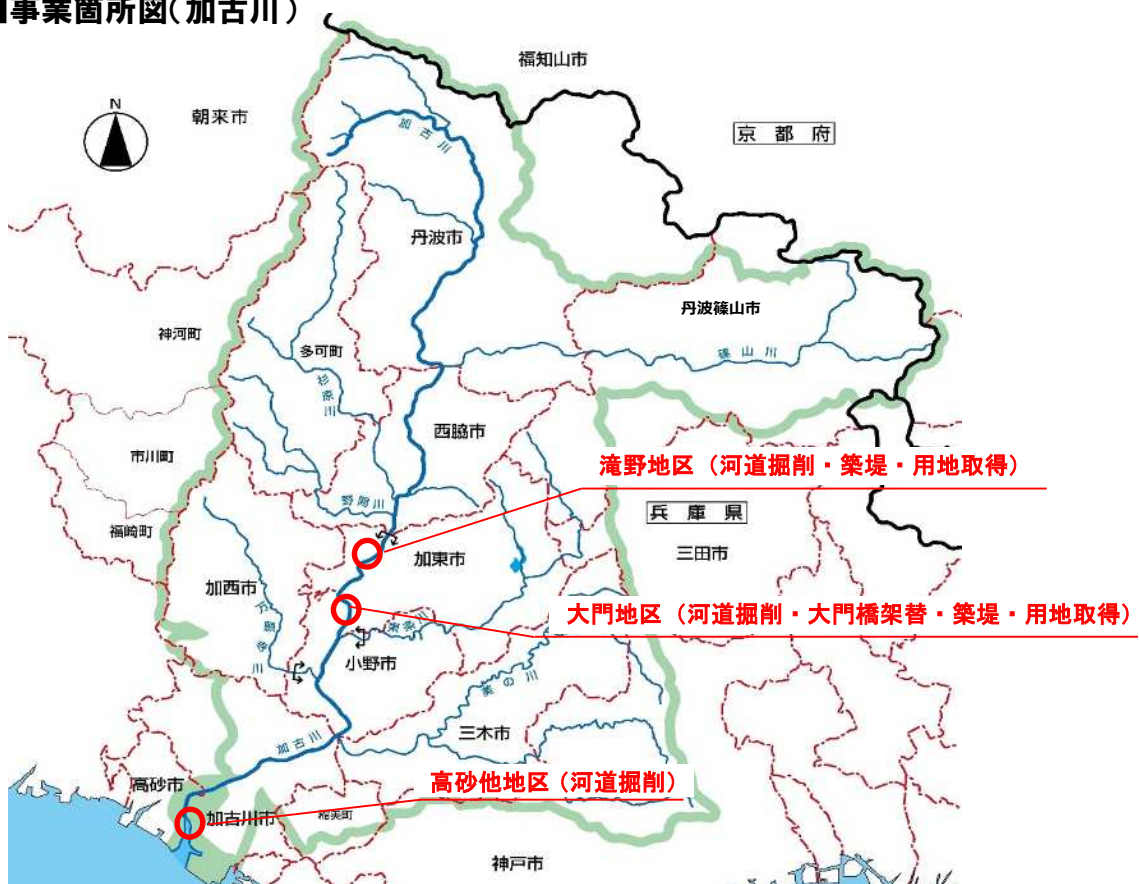 事業箇所図(加古川)
福知山市
朝来市
N
京都府
加古川
丹波市
丹波篠山市
神河町
多可町
篠山川
杉原川
西脇市
市川町
滝野地区(河道掘削・築堤・用地取得)
野間川
兵庫県
福崎町
加東市
三田市
加西市
大門地区(河道掘削・大門橋架替・築堤・用地取得)
東条川
小野市
万願寺川
美の川
三木市
加古川
高砂市
高砂他地区(河道掘削)
加古川市
稲美町
神戸市